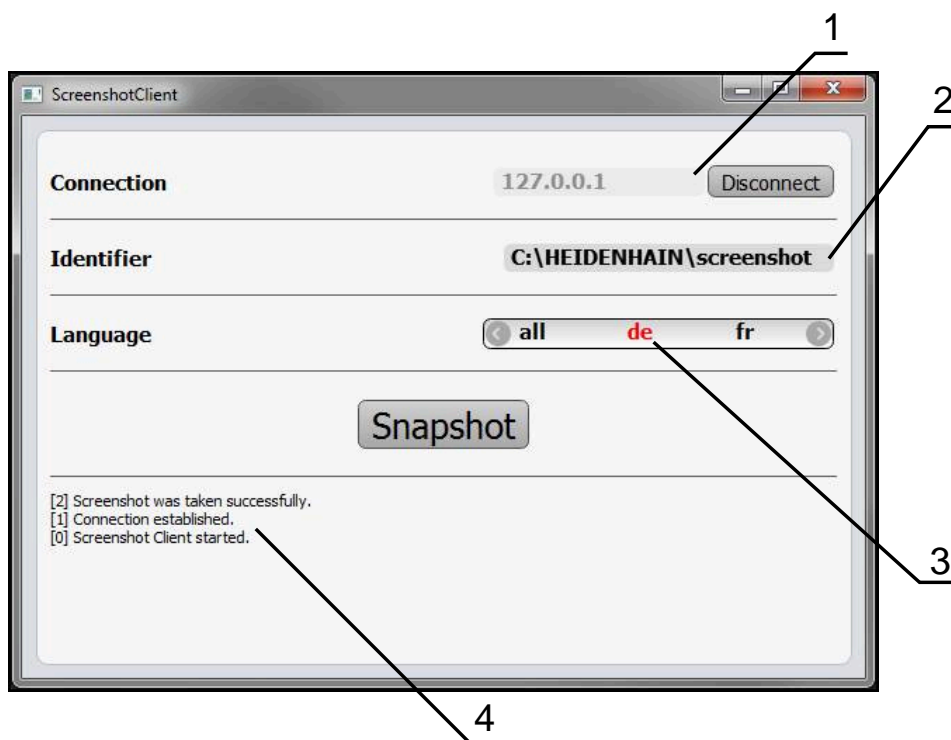 1
ScreenshotClient
2
Connection 127.0.0.1 Disconnect
Identifier C:\HEIDENHAIN\screenshot
Language all de fr
Snapshot
[2] Screenshot was taken successfully.
[1] Connection established.
[0] Screenshot Client started.
3
4